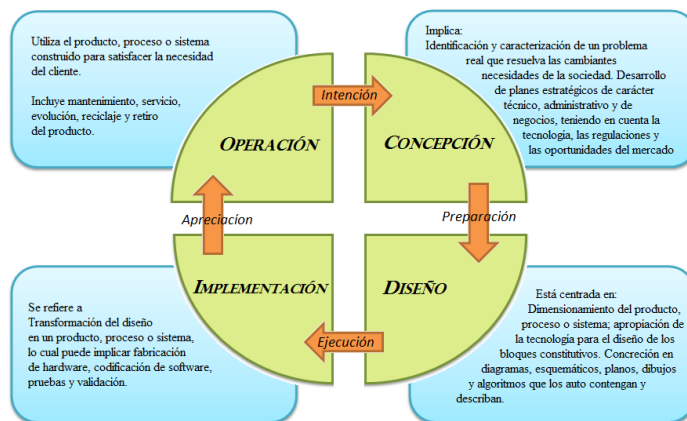 Utiliza el producto, proceso o sistema
construido para satisfacer la necesidad
del cliente.
Incluye mantenimiento, servicio,
evolución, reciclaje y retiro
del producto.
Implica:
Identificación y caracterización de un problema
real que resuelva las cambiantes
necesidades de la sociedad. Desarrollo
de planes estratégicos de carácter
técnico, administrativo y de
negocios, teniendo en cuenta la
tecnología, las regulaciones y
las oportunidades del mercado
Intención
OPERACIÓN
CONCEPCIÓN
Apreciacion
Preparación
IMPLEMENTACIÓN
DISEÑO
Ejecución
Se refiere a
Transformación del diseño
en un producto, proceso o sistema,
lo cual puede implicar fabricación
de hardware, codificación de software,
pruebas y validación.
Está centrada en:
Dimensionamiento del producto,
proceso o sistema; apropiación de
la tecnología para el diseño de los
bloques constitutivos. Concreción en
diagramas, esquemáticos, planos, dibujos
y algoritmos que los auto contengan y
describan.